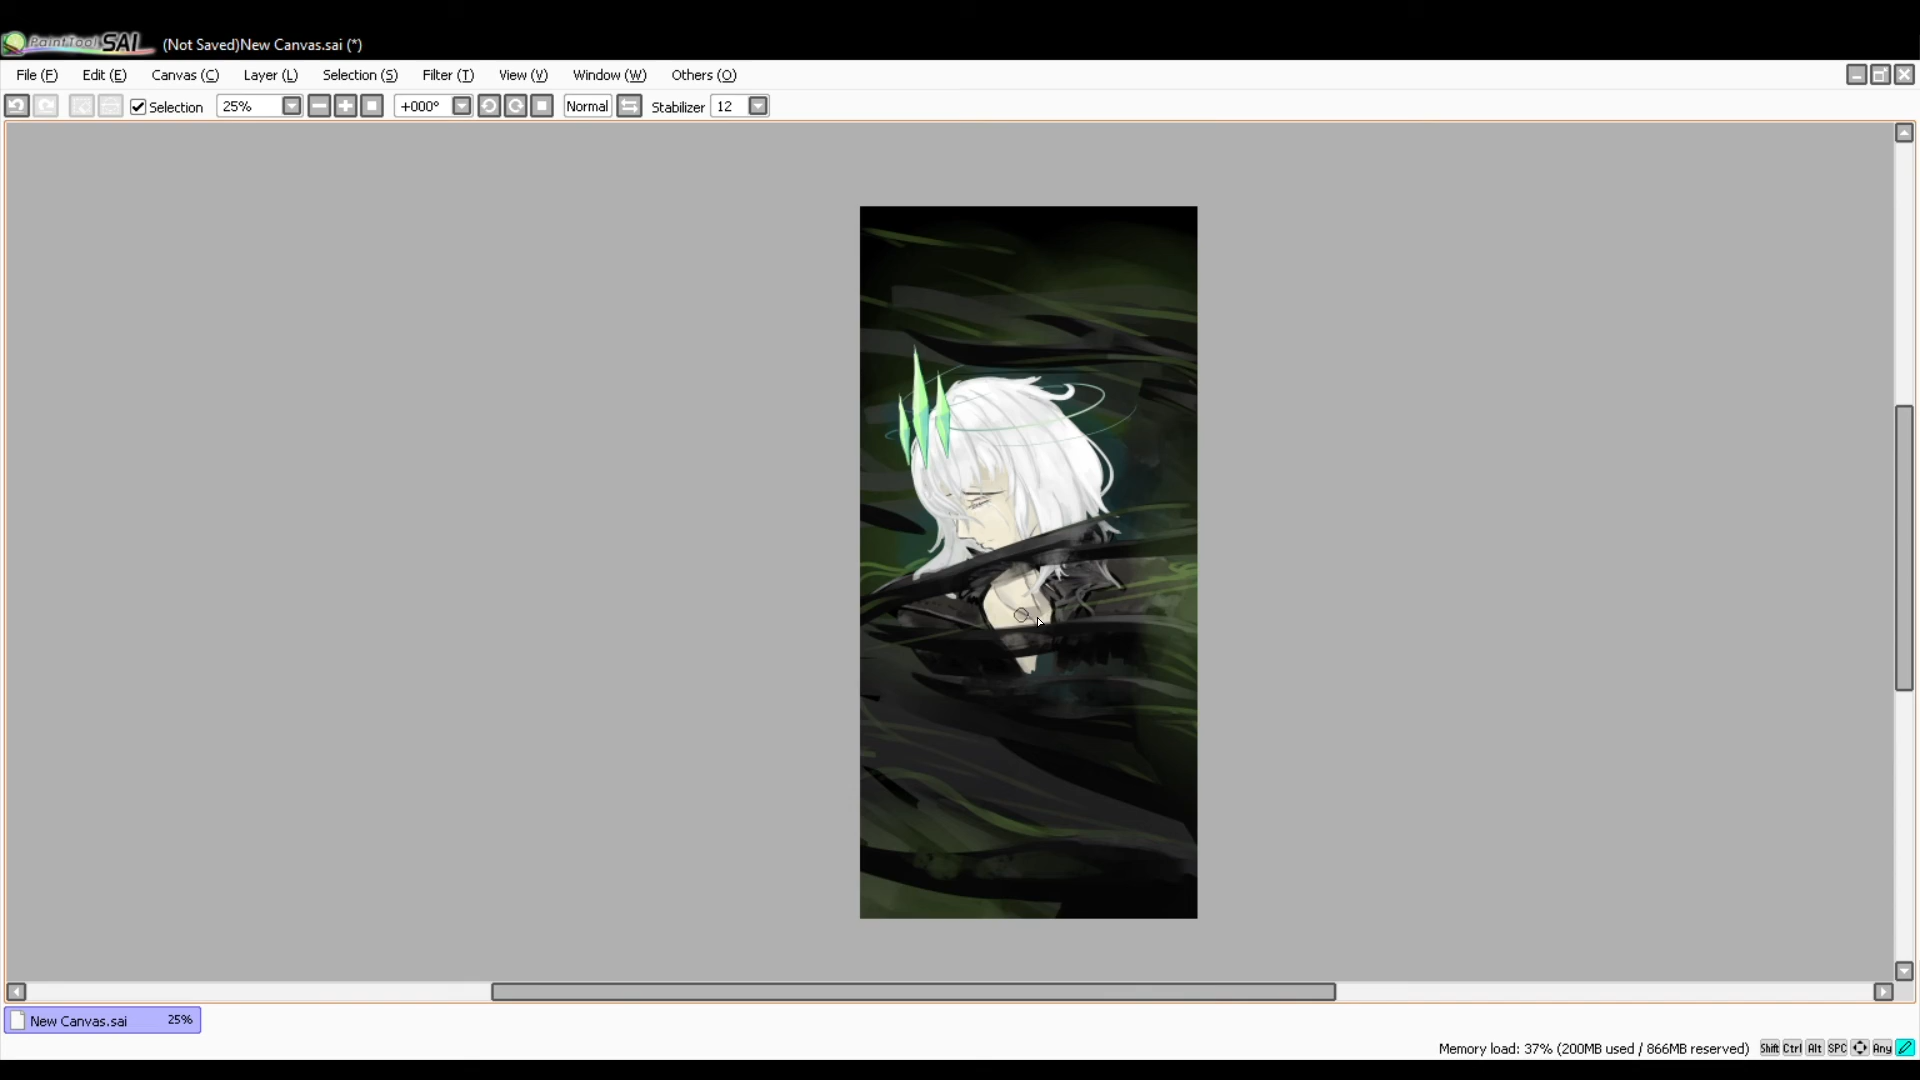 PaintTool SAI (Not Saved)New Canvas.sai (*)
File (F) Edit (E) Canvas (C) Layer (L) Selection (S) Filter (T) View (V) Window (W) Others (O)
Selection 25% +000° Normal Stabilizer 12
New Canvas.sai 25%
Memory load: 37% (200MB used / 866MB reserved) Shift Ctrl Alt SPC Any